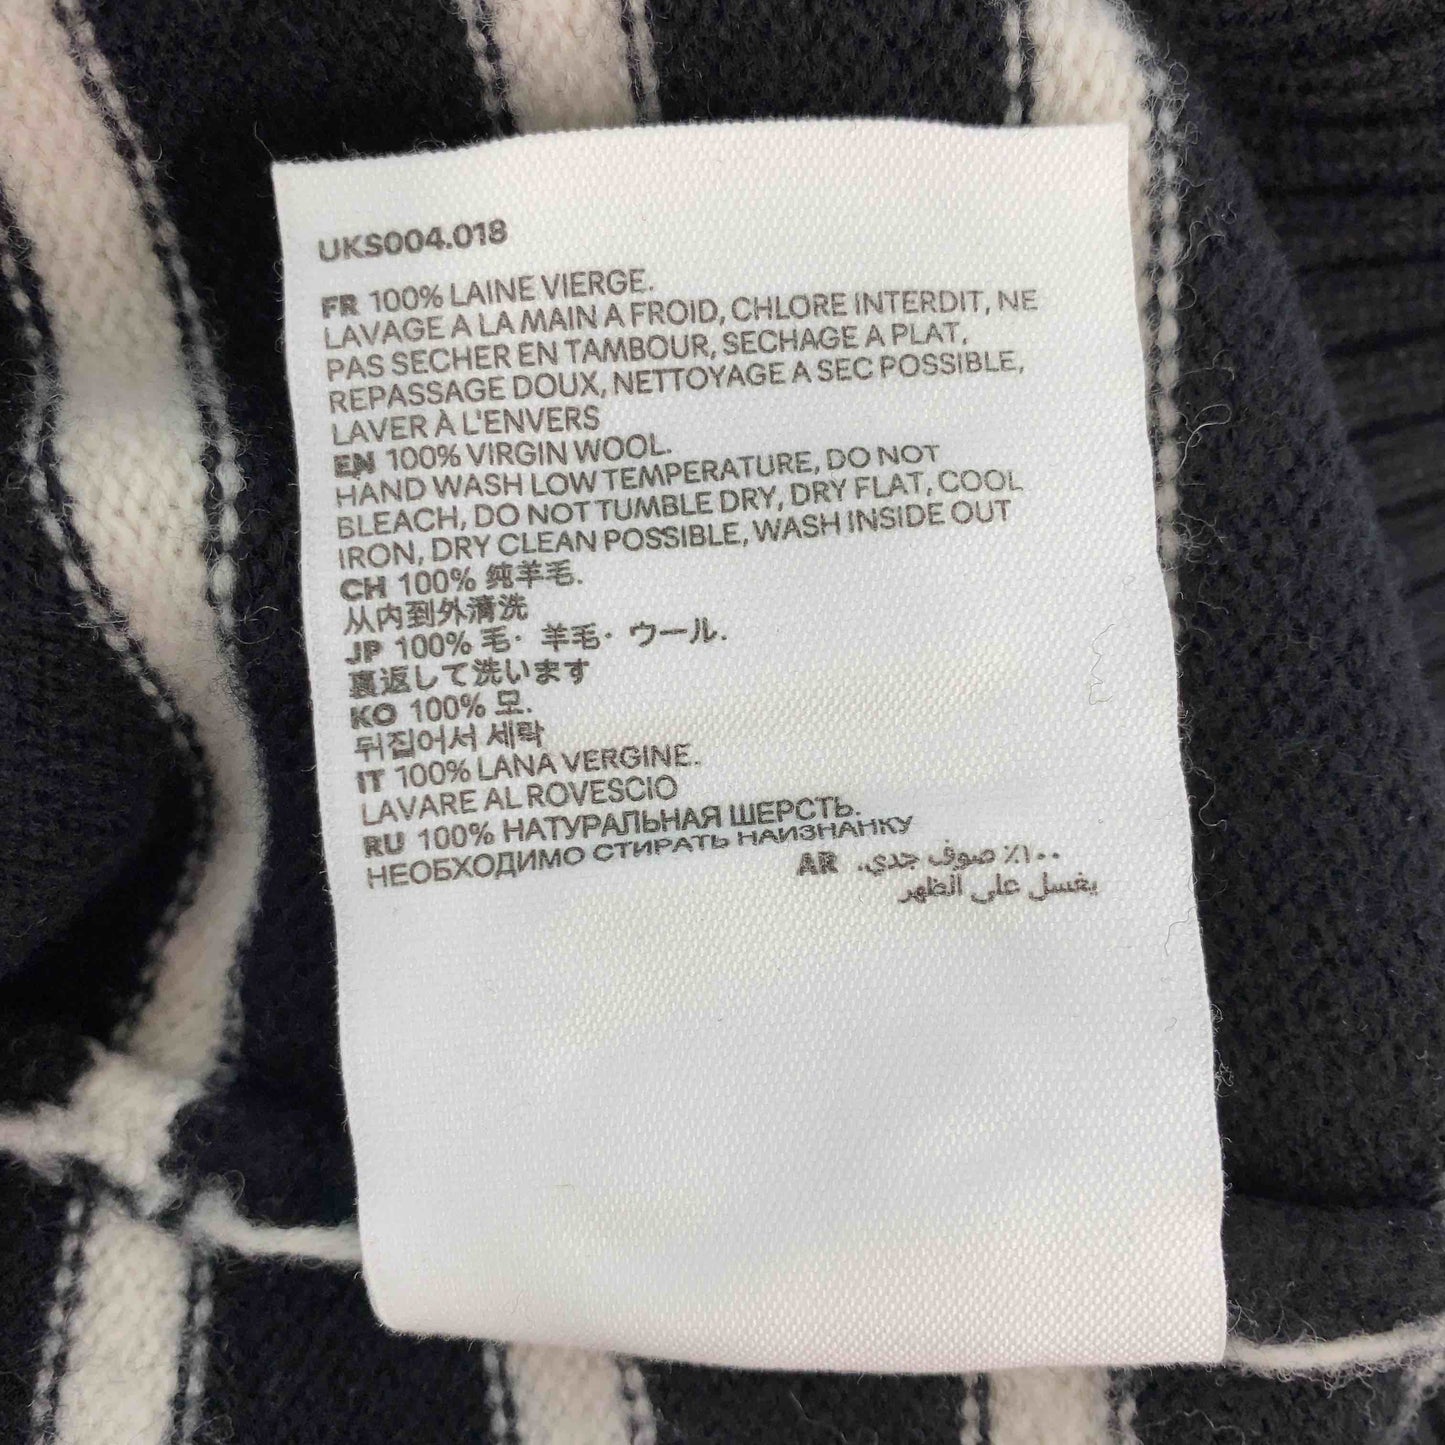 UKS004.018
FR 100% LAINE VIERGE.
LAVAGE A LA MAIN A FROID, CHLORE INTERDIT, NE
PAS SECHER EN TAMBOUR, SECHAGE A PLAT,
REPASSAGE DOUX, NETTOYAGE A SEC POSSIBLE,
LAVER À L'ENVERS
EN 100% VIRGIN WOOL.
HAND WASH LOW TEMPERATURE, DO NOT
BLEACH, DO NOT TUMBLE DRY, DRY FLAT, COOL
IRON, DRY CLEAN POSSIBLE, WASH INSIDE OUT
CH 100% 纯羊毛.
从内到外清洗
JP 100% 毛· 羊毛· ウール.
裏返して洗います
KO 100% 모.
뒤집어서 세탁
IT 100% LANA VERGINE.
LAVARE AL ROVESCIO
RU 100% НАТУРАЛЬНАЯ ШЕРСТЬ.
НЕОБХОДИМО СТИРАТЬ НАИЗНАНКУ
AR ١٠٠٪ صوف جدي.
يغسل على الظهر